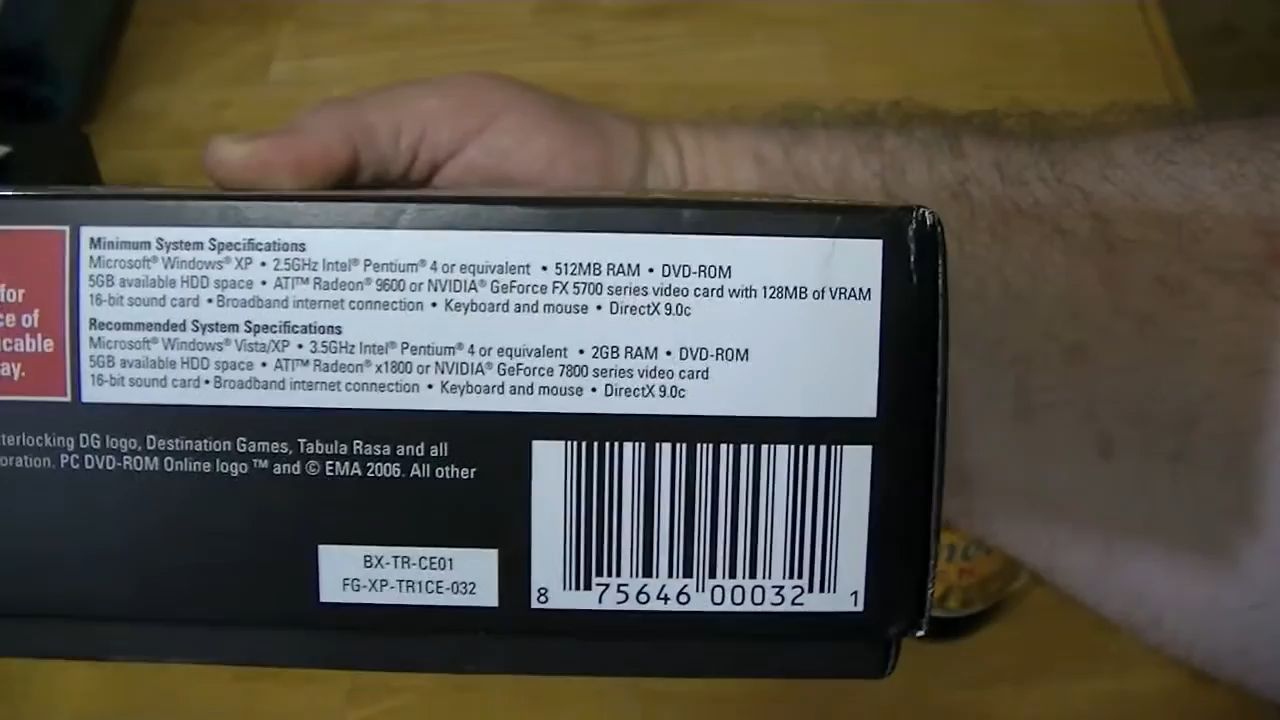 for
ce of
icable
ay.
Minimum System Specifications
Microsoft® Windows® XP • 2.5GHz Intel® Pentium® 4 or equivalent • 512MB RAM • DVD-ROM
5GB available HDD space • ATI™ Radeon® 9600 or NVIDIA® GeForce FX 5700 series video card with 128MB of VRAM
16-bit sound card • Broadband internet connection • Keyboard and mouse • DirectX 9.0c
Recommended System Specifications
Microsoft® Windows® Vista/XP • 3.5GHz Intel® Pentium® 4 or equivalent • 2GB RAM • DVD-ROM
5GB available HDD space • ATI™ Radeon® x1800 or NVIDIA® GeForce 7800 series video card
16-bit sound card • Broadband internet connection • Keyboard and mouse • DirectX 9.0c
terlocking DG logo, Destination Games, Tabula Rasa and all
oration. PC DVD-ROM Online logo ™ and © EMA 2006. All other
BX-TR-CE01
FG-XP-TR1CE-032
8 75646 00032 1